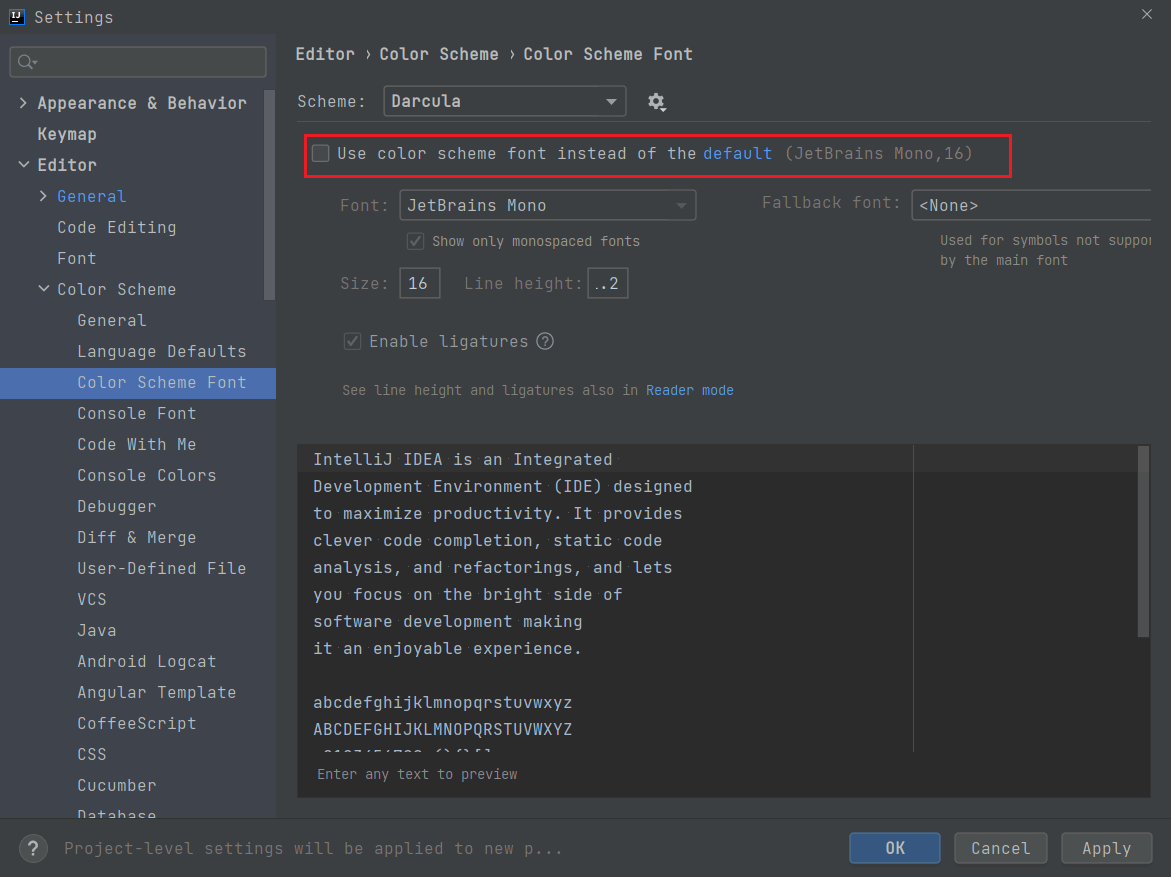 Settings
Appearance & Behavior
Keymap
Editor
General
Code Editing
Font
Color Scheme
General
Language Defaults
Color Scheme Font
Console Font
Code With Me
Console Colors
Debugger
Diff & Merge
User-Defined File
VCS
Java
Android Logcat
Angular Template
CoffeeScript
CSS
Cucumber
Database
Editor › Color Scheme › Color Scheme Font
Scheme: Darcula
Use color scheme font instead of the default (JetBrains Mono,16)
Font: JetBrains Mono
Fallback font: <None>
Show only monospaced fonts
Used for symbols not suppor
by the main font
Size: 16 Line height: ..2
Enable ligatures ?
See line height and ligatures also in Reader mode
IntelliJ IDEA is an Integrated
Development Environment (IDE) designed
to maximize productivity. It provides
clever code completion, static code
analysis, and refactorings, and lets
you focus on the bright side of
software development making
it an enjoyable experience.
abcdefghijklmnopqrstuvwxyz
ABCDEFGHIJKLMNOPQRSTUVWXYZ
Enter any text to preview
? Project-level settings will be applied to new p...
OK Cancel Apply